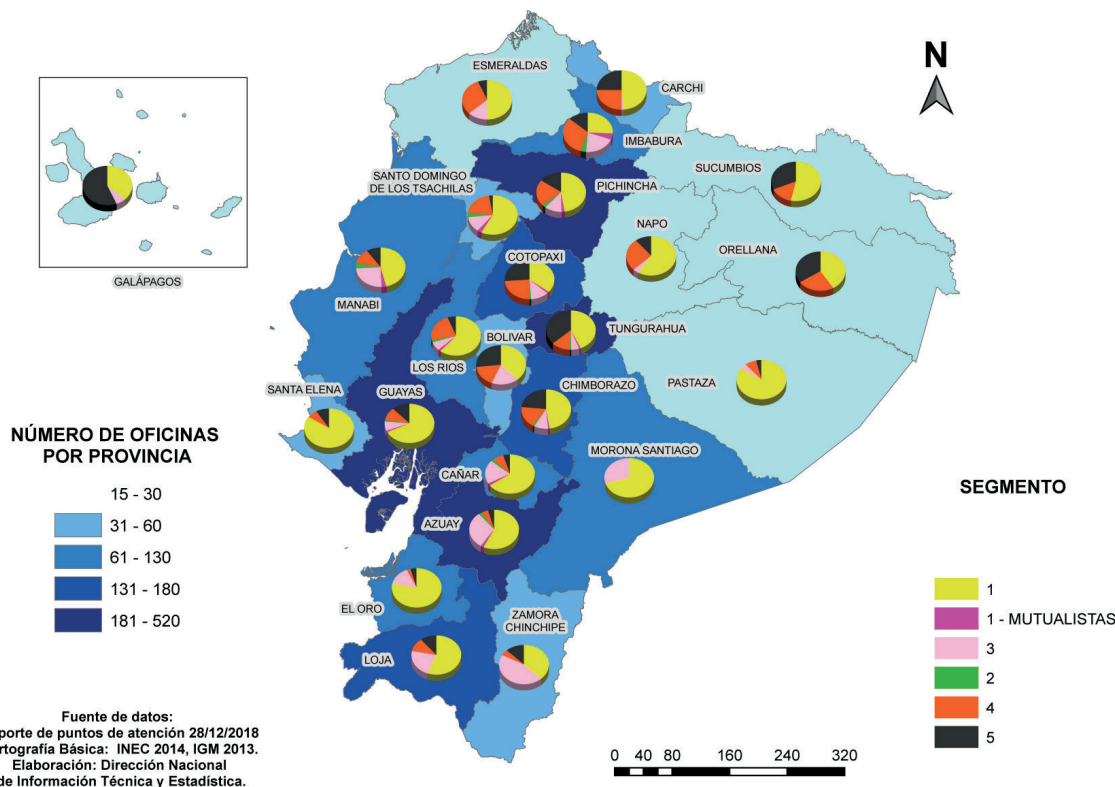 ESMERALDAS
CARCHI
IMBABURA
SANTO DOMINGO
DE LOS TSACHILAS
PICHINCHA
SUCUMBIOS
NAPO
ORELLANA
COTOPAXI
GALÁPAGOS
MANABI
TUNGURAHUA
BOLIVAR
LOS RIOS
PASTAZA
SANTA ELENA
GUAYAS
CHIMBORAZO
MORONA SANTIAGO
CAÑAR
AZUAY
EL ORO
ZAMORA
CHINCHIPE
LOJA
N
NÚMERO DE OFICINAS
POR PROVINCIA
15 - 30
31 - 60
61 - 130
131 - 180
181 - 520
SEGMENTO
1
1 - MUTUALISTAS
3
2
4
5
Fuente de datos:
porte de puntos de atención 28/12/2018
rtografía Básica: INEC 2014, IGM 2013.
Elaboración: Dirección Nacional
de Información Técnica y Estadística.
0 40 80 160 240 320